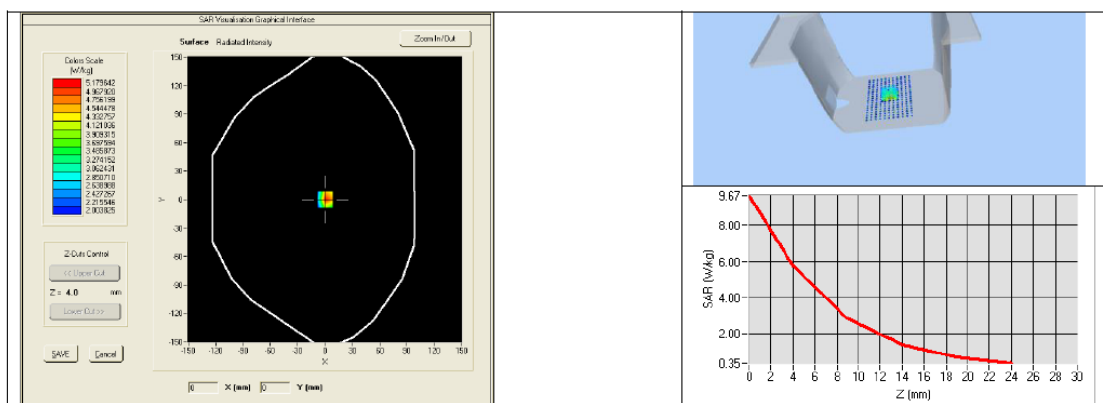 SAR Visualisation Graphical Interface
Surface Radiated Intensity
Zoom In/Out
Colors Scale
(W/kg)
5.179642
4.967920
4.756199
4.544478
4.332757
4.121036
3.909315
3.697594
3.485873
3.274152
3.062431
2.850710
2.638988
2.427267
2.215546
2.003825
Z-Cuts Control
<< Upper Cut
Z = 4.0 mm
Lower Cut >>
SAVE Cancel
150
120
90
60
30
0
-30
-60
-90
-120
-150
Y
-150 -120 -90 -60 -30 0 30 60 90 120 150
X
0 X (mm) 0 Y (mm)
9.67
8.00
6.00
4.00
2.00
0.35
SAR (W/kg)
0 2 4 6 8 10 12 14 16 18 20 22 24 26 30
Z (mm)